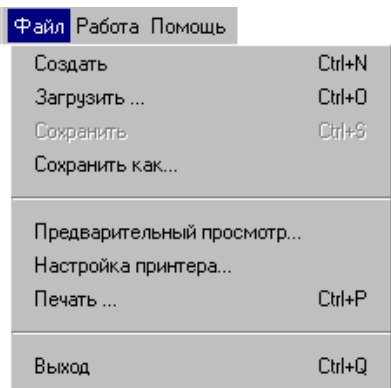 Файл Работа Помощь
Создать Ctrl+N
Загрузить ... Ctrl+O
Сохранить Ctrl+S
Сохранить как...
Предварительный просмотр...
Настройка принтера...
Печать ... Ctrl+P
Выход Ctrl+Q